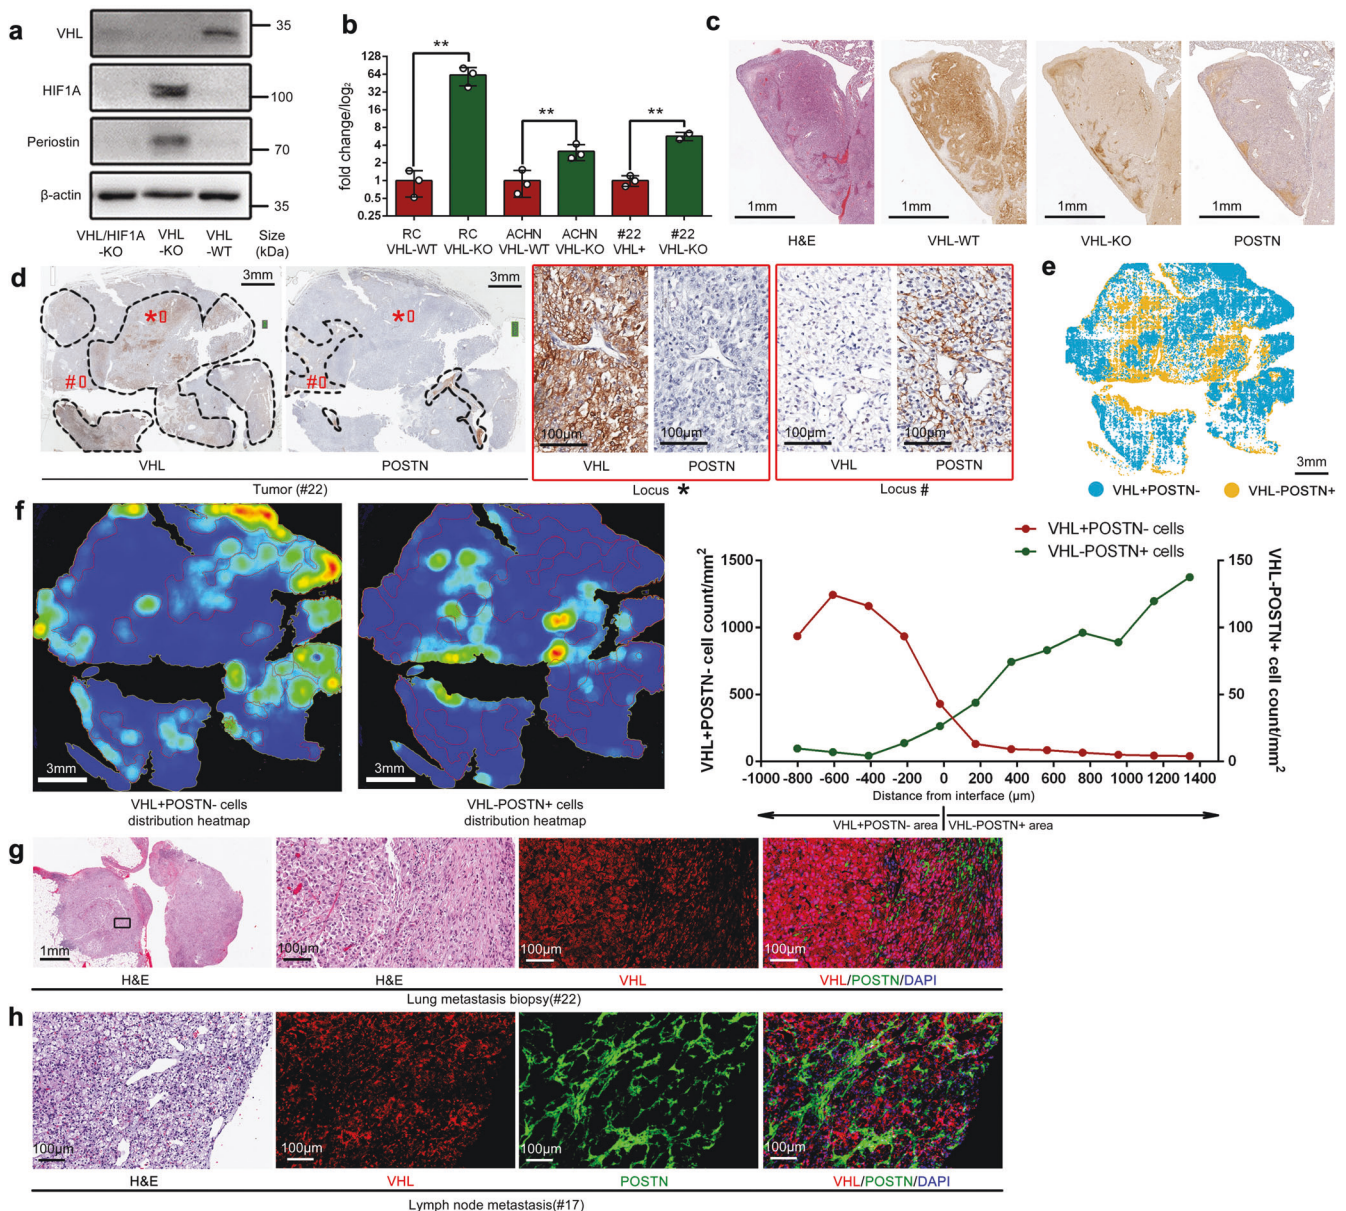 a
VHL
35
HIF1A
100
Periostin
70
β-actin
35
VHL/HIF1A
-KO
VHL
-KO
VHL
-WT
Size
(kDa)
b
fold change/log2
128
64
32
16
8
4
2
1
0.5
0.25
**
**
**
RC
VHL-WT
RC
VHL-KO
ACHN
VHL-WT
ACHN
VHL-KO
#22
VHL+
#22
VHL-KO
c
1mm
1mm
1mm
1mm
H&E
VHL-WT
VHL-KO
POSTN
d
3mm
3mm
*
#
*
#
VHL
POSTN
Tumor (#22)
100μm
100μm
VHL
POSTN
Locus *
100μm
100μm
VHL
POSTN
Locus #
e
3mm
VHL+POSTN-
VHL-POSTN+
f
3mm
VHL+POSTN- cells
distribution heatmap
3mm
VHL-POSTN+ cells
distribution heatmap
VHL+POSTN- cells
VHL-POSTN+ cells
VHL+POSTN- cell count/mm2
1500
1000
500
0
VHL-POSTN+ cell count/mm2
150
100
50
0
-1000 -800 -600 -400 -200 0 200 400 600 800 1000 1200 1400
Distance from interface (μm)
VHL+POSTN- area
VHL-POSTN+ area
g
1mm
100μm
100μm
100μm
H&E
H&E
VHL
VHL/POSTN/DAPI
Lung metastasis biopsy(#22)
h
100μm
100μm
100μm
100μm
H&E
VHL
POSTN
VHL/POSTN/DAPI
Lymph node metastasis(#17)